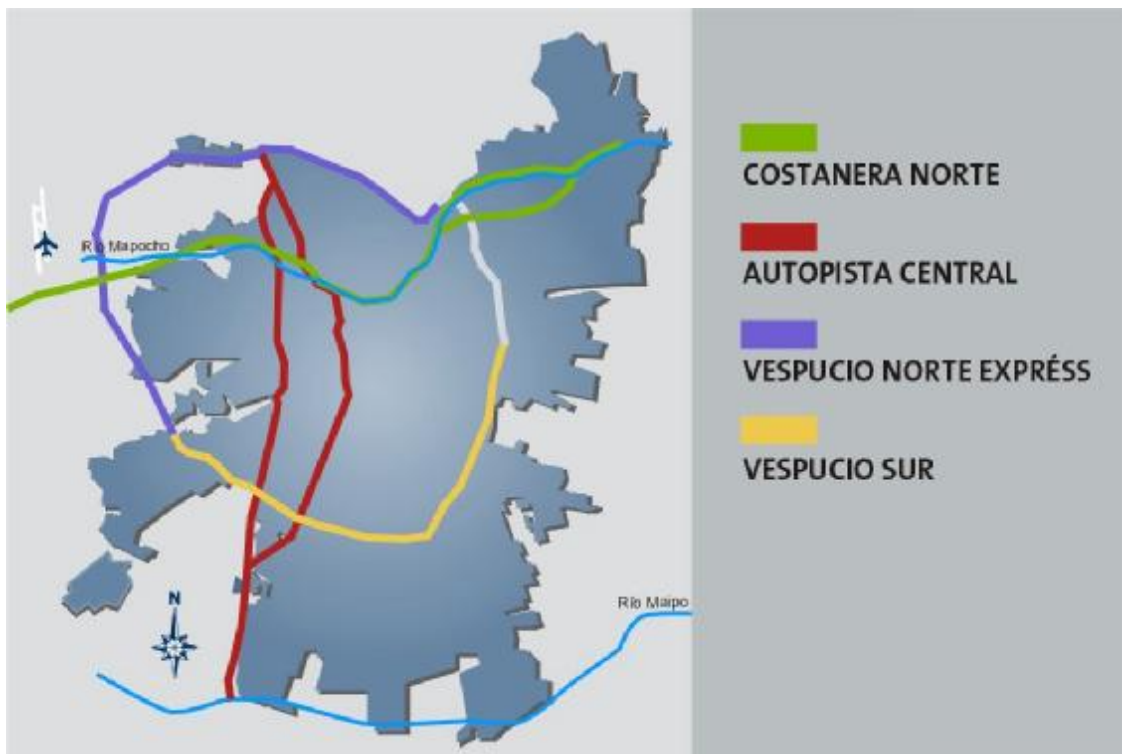 Río Mapocho
N
Río Maipo
COSTANERA NORTE
AUTOPISTA CENTRAL
VESPUCIO NORTE EXPRÉSS
VESPUCIO SUR